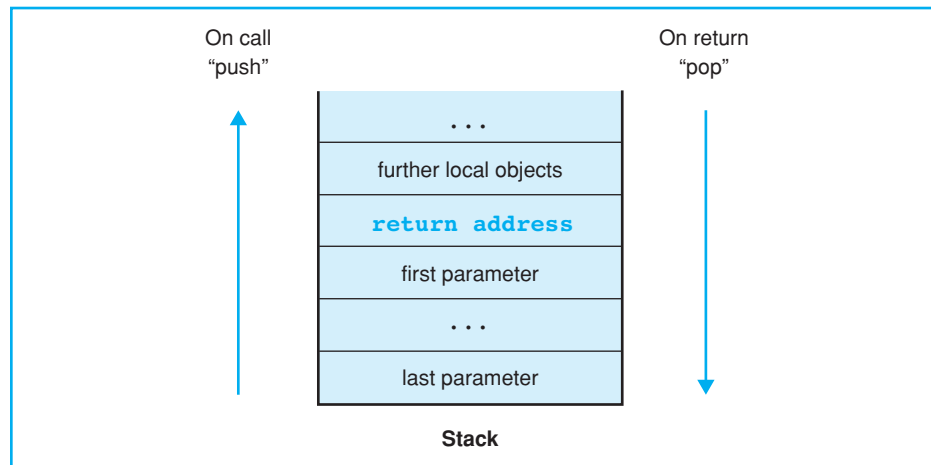 On call
“push”
On return
“pop”
...
further local objects
return address
first parameter
...
last parameter
Stack